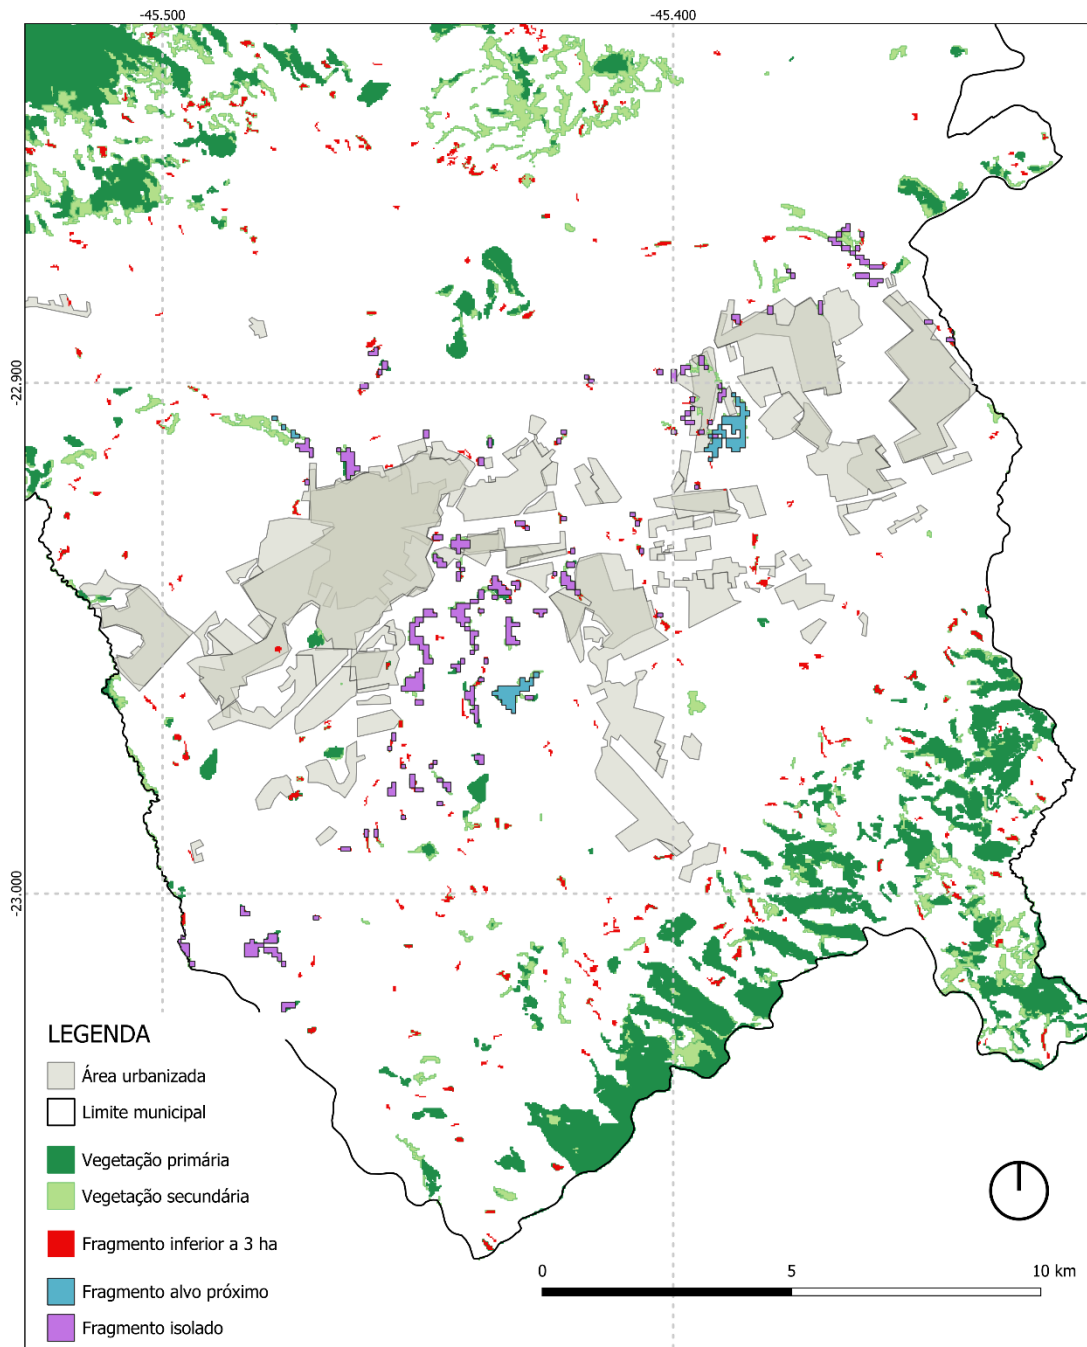 -45.500
-45.400
-22.900
-23.000
LEGENDA
Área urbanizada
Limite municipal
Vegetação primária
Vegetação secundária
Fragmento inferior a 3 ha
Fragmento alvo próximo
Fragmento isolado
0
5
10 km